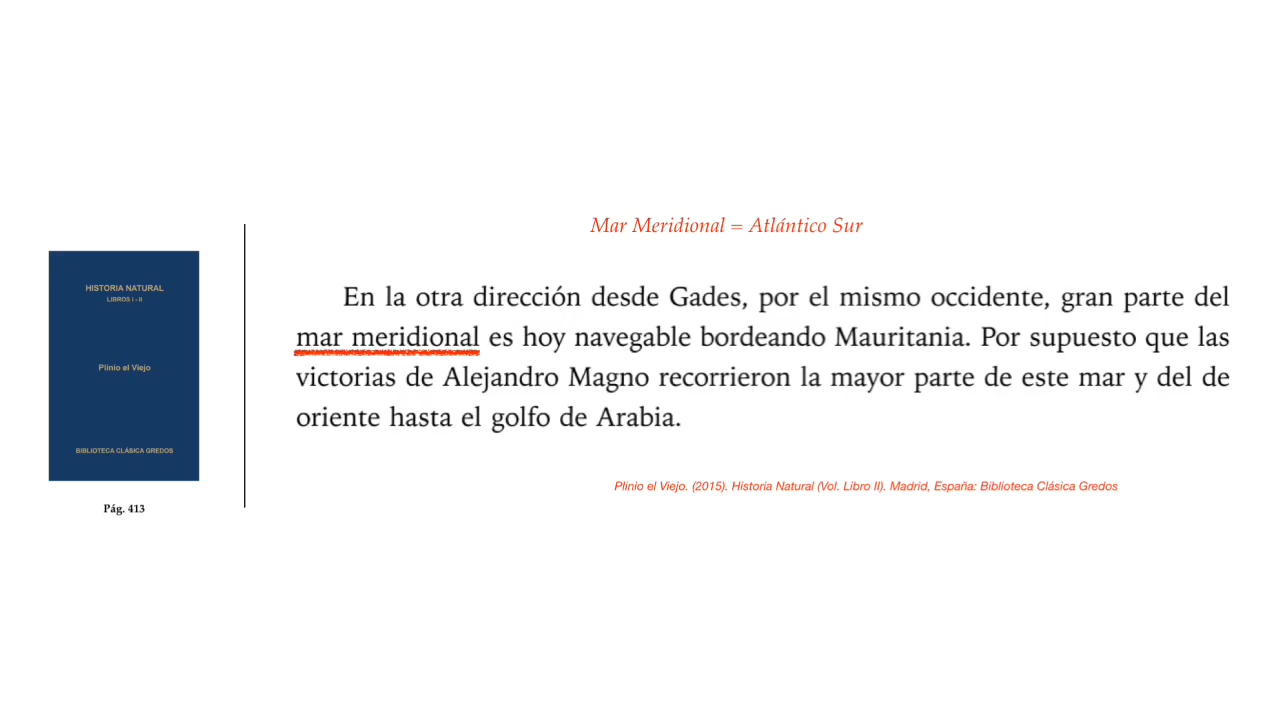 Mar Meridional = Atlántico Sur
HISTORIA NATURAL
LIBROS I - II
Plinio el Viejo
BIBLIOTECA CLÁSICA GREDOS
Pág. 413
En la otra dirección desde Gades, por el mismo occidente, gran parte del
mar meridional es hoy navegable bordeando Mauritania. Por supuesto que las
victorias de Alejandro Magno recorrieron la mayor parte de este mar y del de
oriente hasta el golfo de Arabia.
Plinio el Viejo. (2015). Historia Natural (Vol. Libro II). Madrid, España: Biblioteca Clásica Gredos